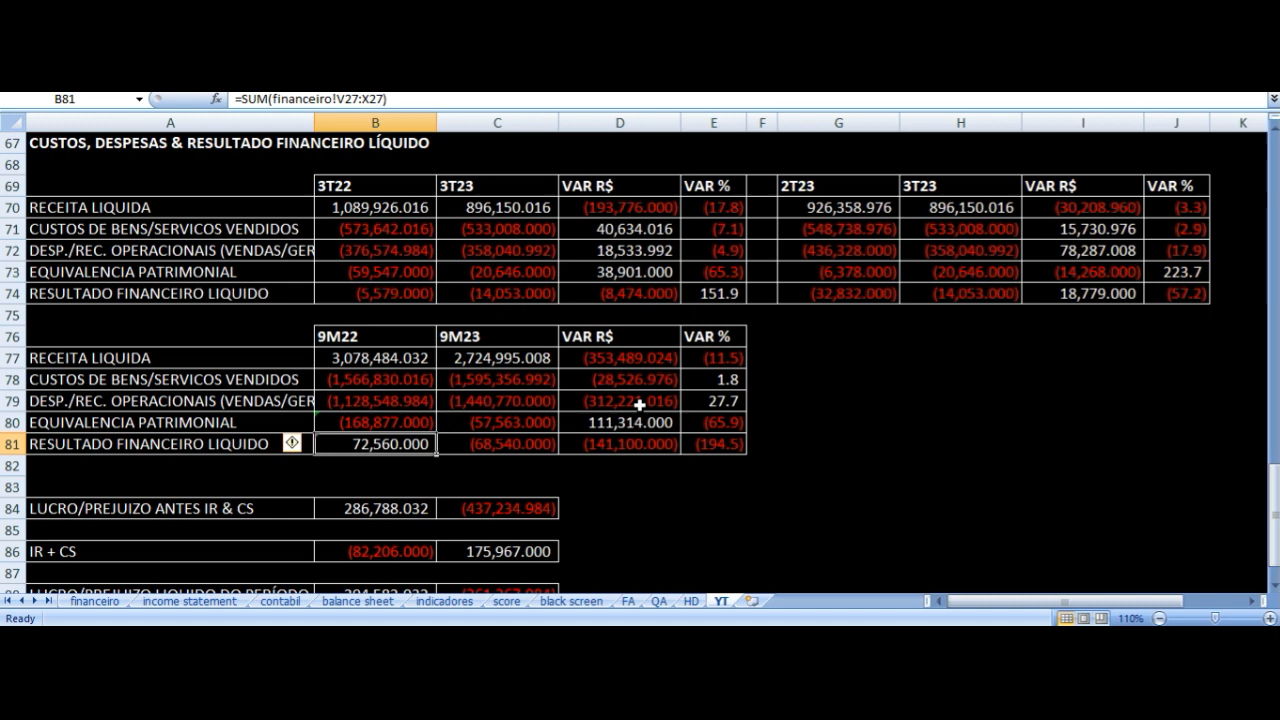 B81 fx =SUM(financeiro!V27:X27)
A B C D E F G H I J K
67 CUSTOS, DESPESAS & RESULTADO FINANCEIRO LÍQUIDO
68
69 3T22 3T23 VAR R$ VAR % 2T23 3T23 VAR R$ VAR %
70 RECEITA LIQUIDA 1,089,926.016 896,150.016 (193,776.000) (17.8) 926,358.976 896,150.016 (30,208.960) (3.3)
71 CUSTOS DE BENS/SERVICOS VENDIDOS (573,642.016) (533,008.000) 40,634.016 (7.1) (548,738.976) (533,008.000) 15,730.976 (2.9)
72 DESP./REC. OPERACIONAIS (VENDAS/GER (376,574.984) (358,040.992) 18,533.992 (4.9) (436,328.000) (358,040.992) 78,287.008 (17.9)
73 EQUIVALENCIA PATRIMONIAL (59,547.000) (20,646.000) 38,901.000 (65.3) (6,378.000) (20,646.000) (14,268.000) 223.7
74 RESULTADO FINANCEIRO LIQUIDO (5,579.000) (14,053.000) (8,474.000) 151.9 (32,832.000) (14,053.000) 18,779.000 (57.2)
75
76 9M22 9M23 VAR R$ VAR %
77 RECEITA LIQUIDA 3,078,484.032 2,724,995.008 (353,489.024) (11.5)
78 CUSTOS DE BENS/SERVICOS VENDIDOS (1,566,830.016) (1,595,356.992) (28,526.976) 1.8
79 DESP./REC. OPERACIONAIS (VENDAS/GER (1,128,548.984) (1,440,770.000) 27.7
80 EQUIVALENCIA PATRIMONIAL (168,877.000) (57,563.000) 111,314.000 (65.9)
81 RESULTADO FINANCEIRO LIQUIDO 72,560.000 (68,540.000) (141,100.000) (194.5)
82
83
84 LUCRO/PREJUIZO ANTES IR & CS 286,788.032 (437,234.984)
85
86 IR + CS (82,206.000) 175,967.000
87
financeiro income statement contabil balance sheet indicadores score black screen FA QA HD YT
Ready 110%